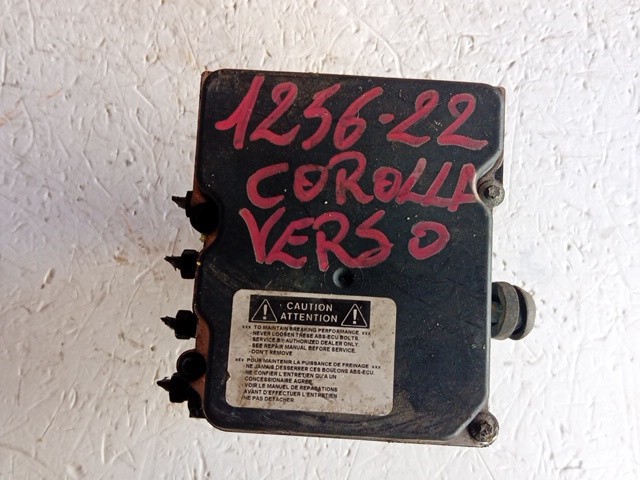 1256-22
COROLLA
VERSO
CAUTION
ATTENTION
*** TO MAINTAIN BREAKING PERFORMANCE ***
- NEVER LOOSEN THESE ABS-ECU BOLTS.
SERVICE BY AUTHORIZED DEALER ONLY.
SEE REPAIR MANUAL BEFORE SERVICE.
- DON'T REMOVE
*** POUR MAINTENIR LA PUISSANCE DE FREINAGE ***
- NE JAMAIS DESSERRER CES BOULONS ABS-ECU.
NE CONFIER L'ENTRETIEN QU'A UN
CONCESSIONAIRE AGREE
VOIR LE MANUEL DE REPARATIONS
AVANT D'EFFECTUER L'ENTRETIEN
- NE PAS DETACHER